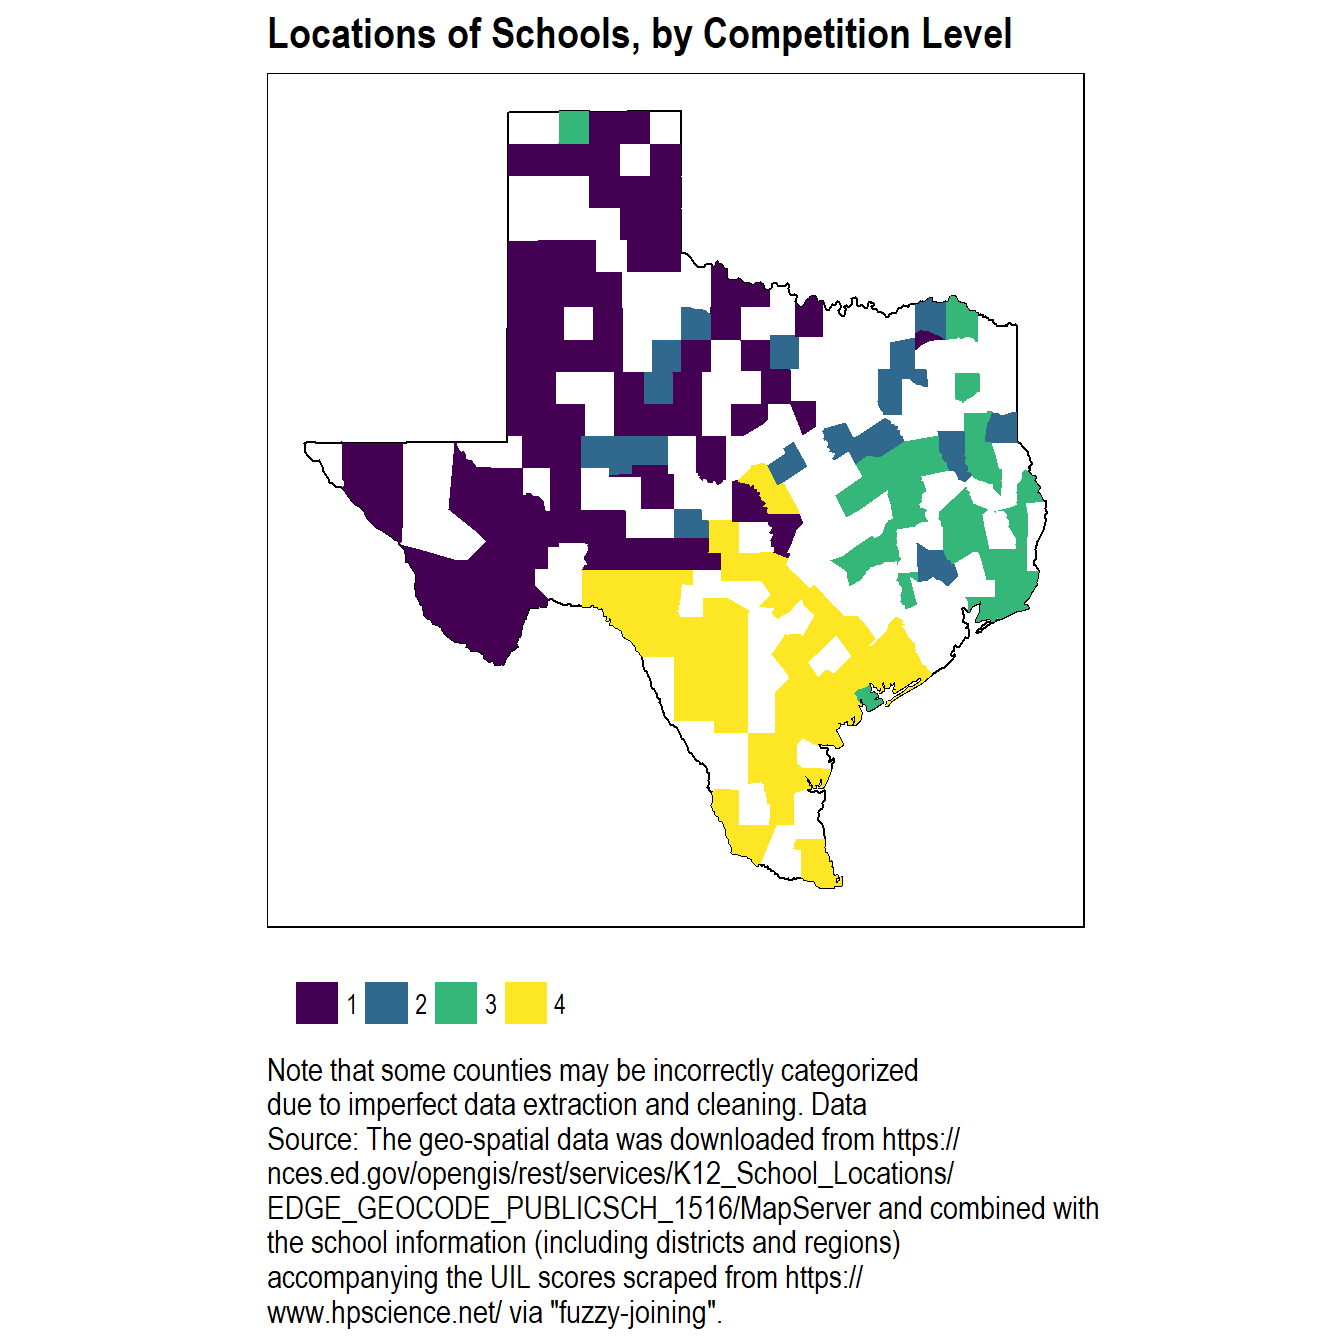 Locations of Schools, by Competition Level
1 2 3 4
Note that some counties may be incorrectly categorized
due to imperfect data extraction and cleaning. Data
Source: The geo-spatial data was downloaded from https://
nces.ed.gov/opengis/rest/services/K12_School_Locations/
EDGE_GEOCODE_PUBLICSCH_1516/MapServer and combined with
the school information (including districts and regions)
accompanying the UIL scores scraped from https://
www.hpscience.net/ via "fuzzy-joining".